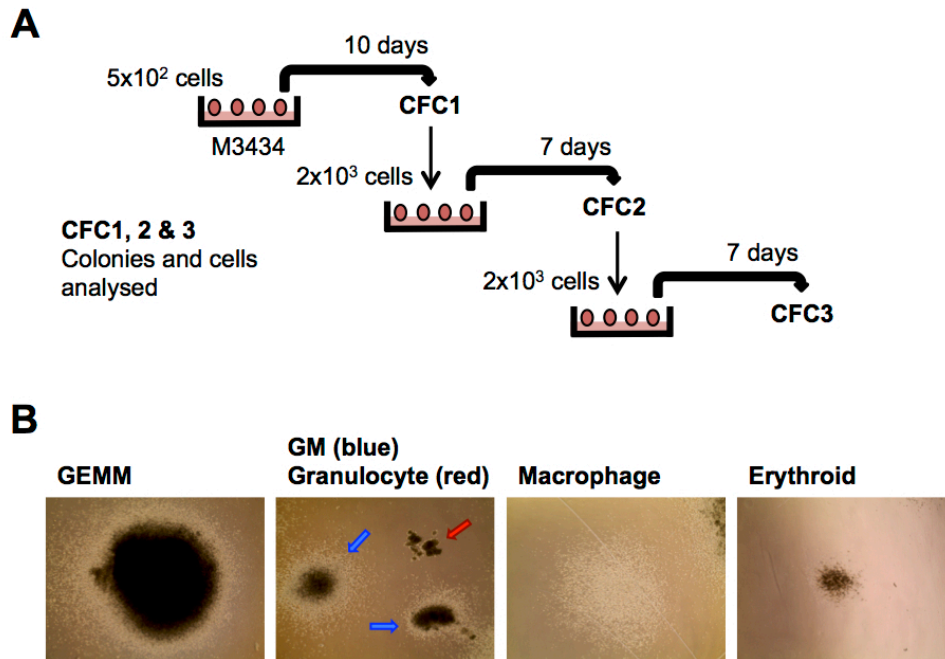 A
10 days
5x10² cells
CFC1
M3434
7 days
2x10³ cells
CFC2
CFC1, 2 & 3
Colonies and cells
analysed
7 days
2x10³ cells
CFC3
B
GEMM
GM (blue)
Granulocyte (red)
Macrophage
Erythroid